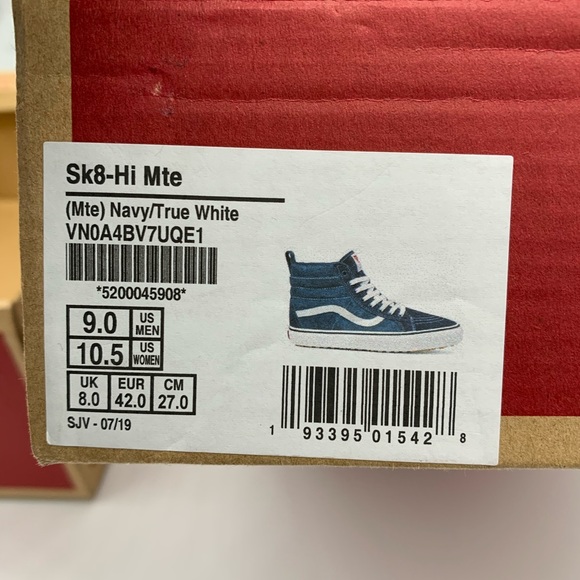 Sk8-Hi Mte
(Mte) Navy/True White
VN0A4BV7UQE1
*5200045908*
9.0 US MEN
10.5 US WOMEN
UK 8.0 EUR 42.0 CM 27.0
SJV - 07/19
1 93395 01542 8